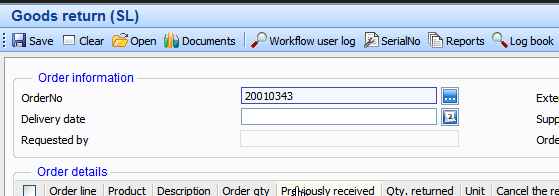 Goods return (SL)
Save Clear Open Documents Workflow user log SerialNo Reports Log book
Order information
OrderNo 20010343 ... Exte
Delivery date 2 Supp
Requested by Orde
Order details
Order line Product Description Order qty Previously received Qty. returned Unit Cancel the re